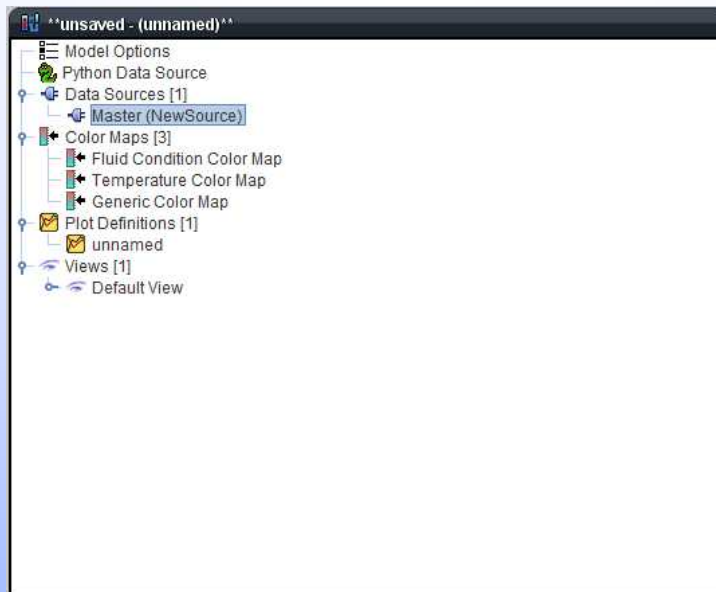 **unsaved - (unnamed)**
Model Options
Python Data Source
Data Sources [1]
Master (NewSource)
Color Maps [3]
Fluid Condition Color Map
Temperature Color Map
Generic Color Map
Plot Definitions [1]
unnamed
Views [1]
Default View